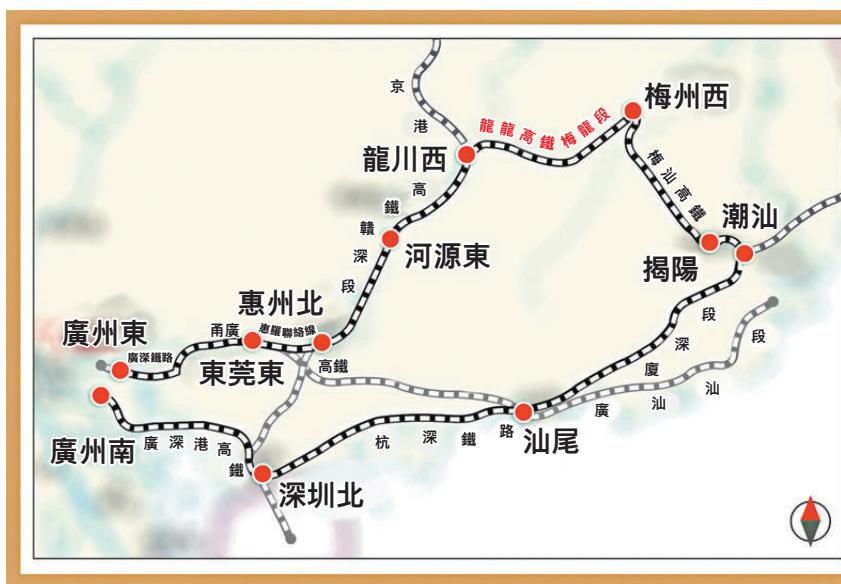 京港高鐵贛深段
龍龍高鐵梅龍段
梅州西
龍川西
梅汕高鐵
潮汕
揭陽
河源東
惠州北
惠羅聯絡線
甬廣
高鐵
廣州東
廣深鐵路
東莞東
廣州南
廣深港高鐵
深圳北
杭深鐵路
廈深段
汕尾
廣汕汕段